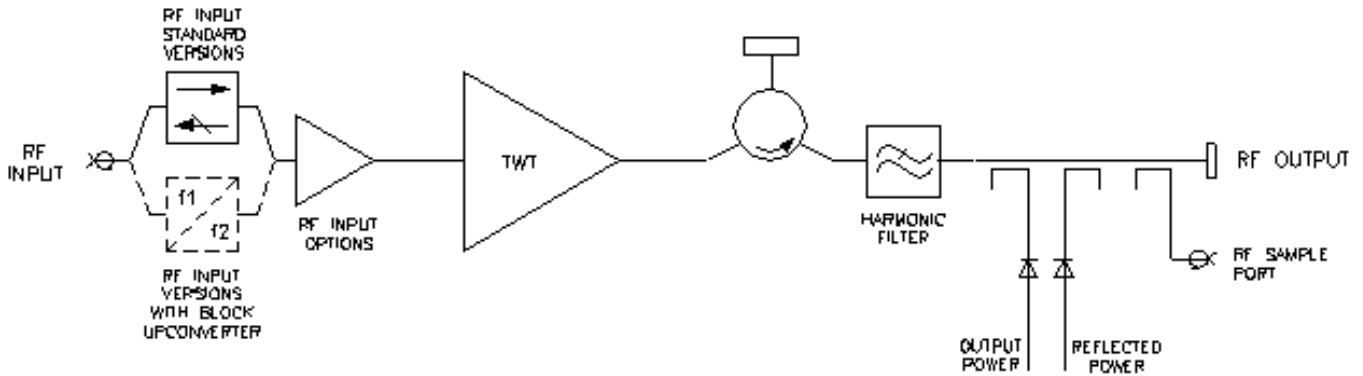 RF INPUT
STANDARD
VERSIONS
RF
INPUT
f1
f2
RF INPUT
VERSIONS
WITH BLOCK
UPCONVERTER
RF INPUT
OPTIONS
TWT
HARMONIC
FILTER
RF OUTPUT
RF SAMPLE
PORT
OUTPUT
POWER
REFLECTED
POWER